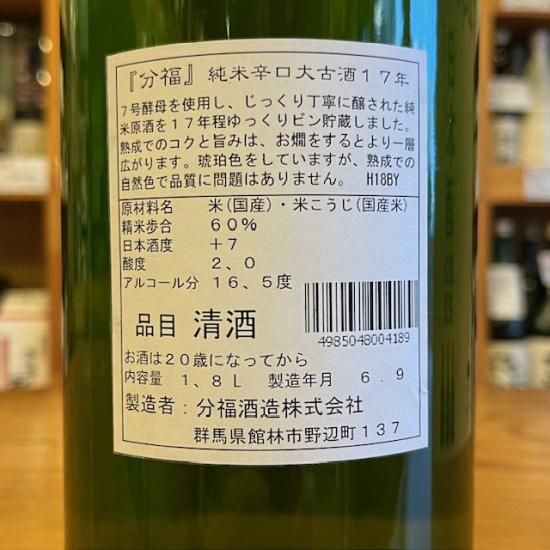 『分福』純米辛口大古酒１７年
７号酵母を使用し、じっくり丁寧に醸された純
米原酒を１７年程ゆっくりビン貯蔵しました。
熟成でのコクと旨みは、お燗をするとより一層
広がります。琥珀色をしていますが、熟成での
自然色で品質に問題はありません。 H18BY
原材料名 米(国産)・米こうじ(国産米)
精米歩合 ６０％
日本酒度 ＋７
酸度 ２、０
アルコール分 １６、５度
品目 清酒
4985048004189
お酒は２０歳になってから
内容量 １、８Ｌ 製造年月 ６．９
製造者：分福酒造株式会社
群馬県館林市野辺町１３７